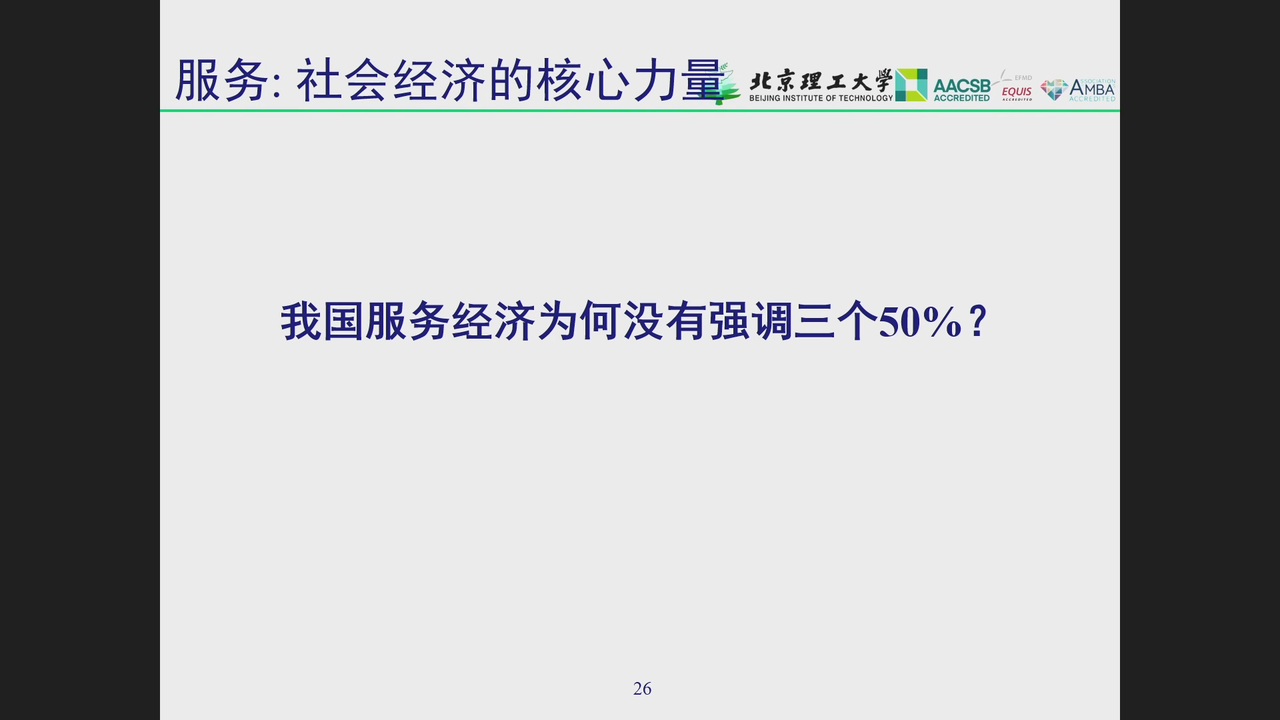 服务: 社会经济的核心力量
北京理工大學
BEIJING INSTITUTE OF TECHNOLOGY
AACSB
ACCREDITED
EFMD
EQUIS
ACCREDITED
ASSOCIATION
AMBA
ACCREDITED
我国服务经济为何没有强调三个50%？
26